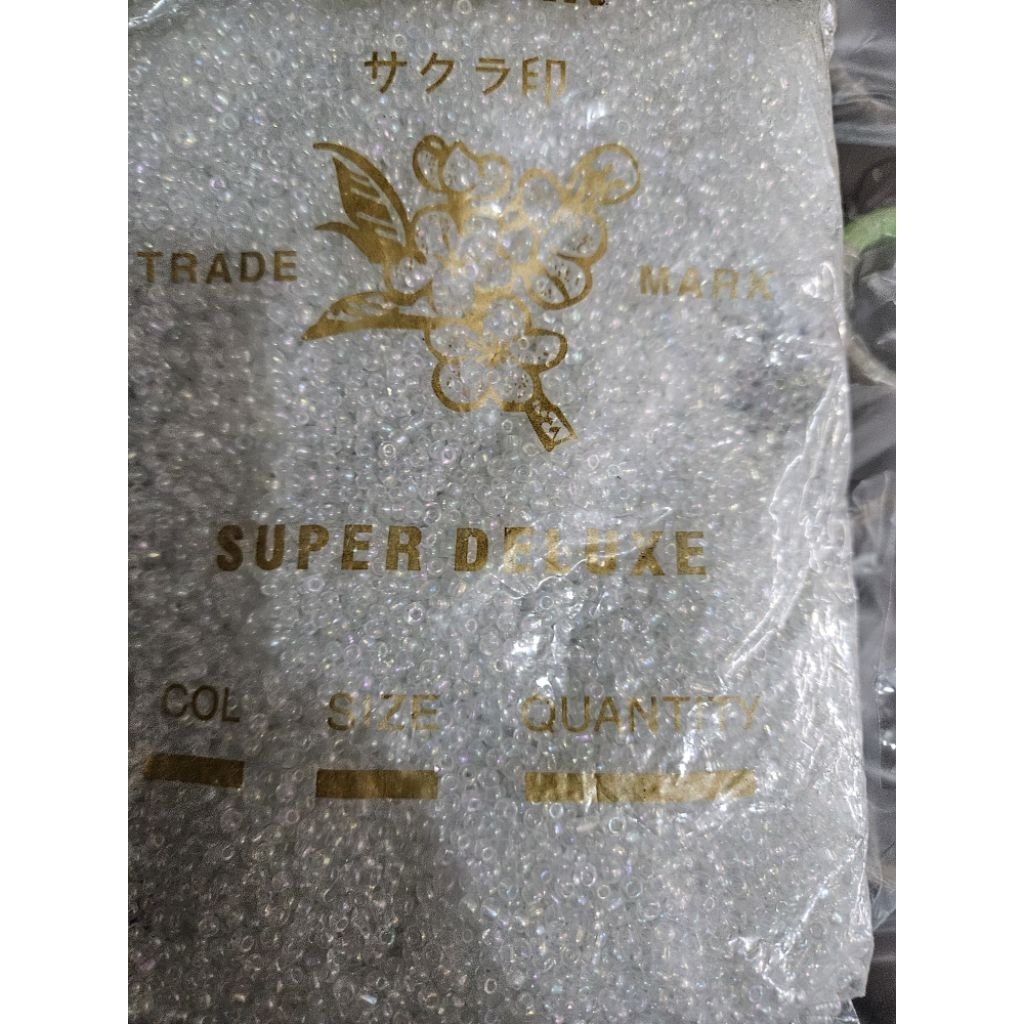 サクラ印
TRADE MARK
SUPER DELUXE
COL SIZE QUANTITY